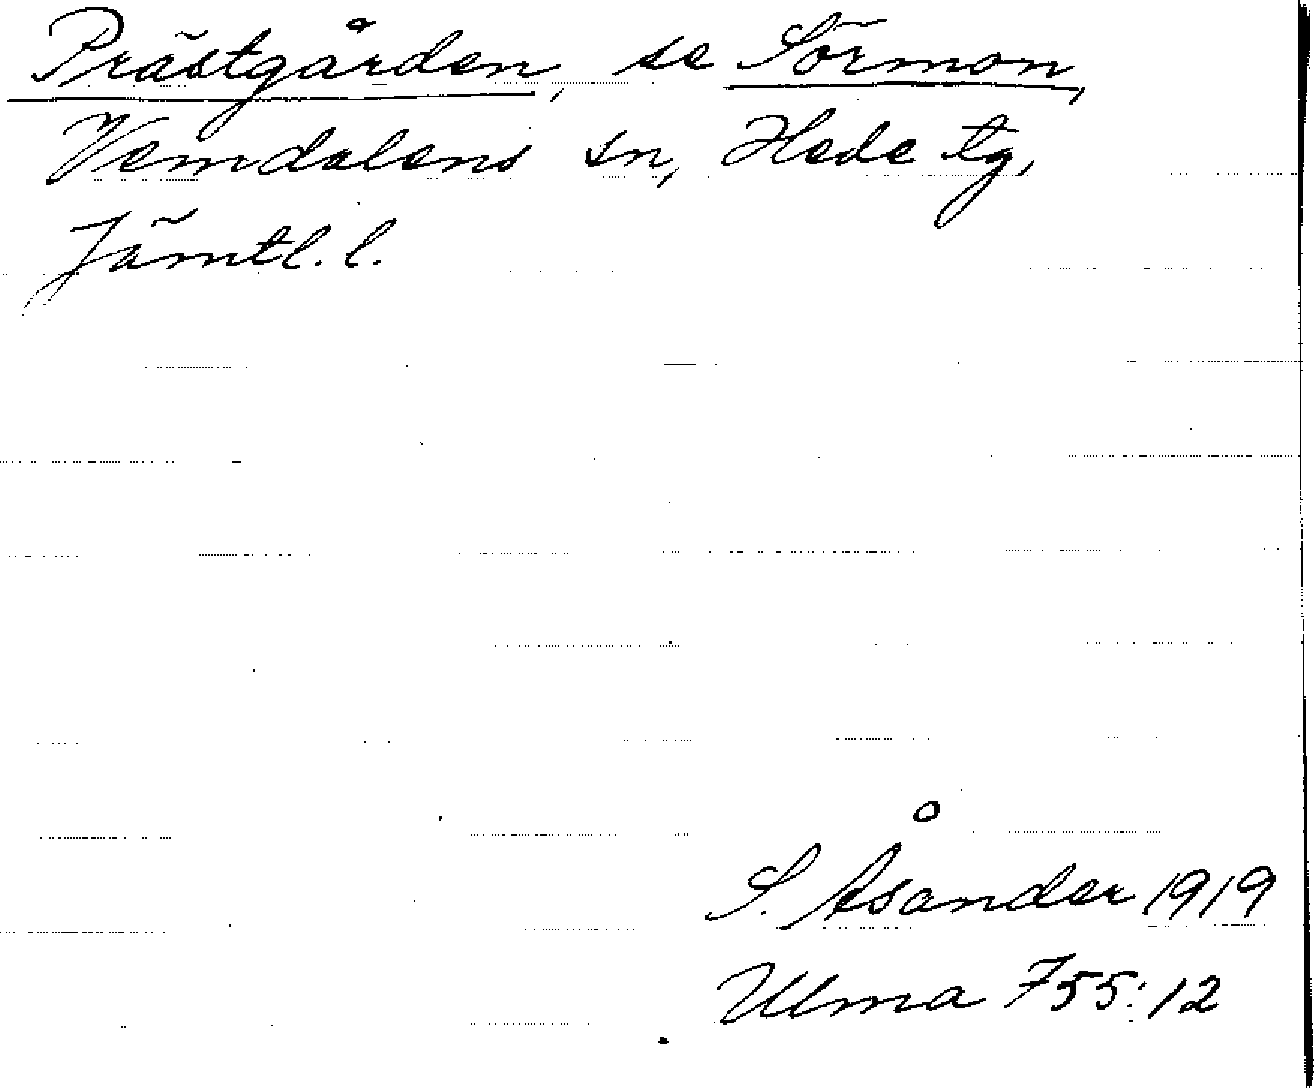 Prästgården, se Sörmon,
Vemdalens sn, Hede tg,
Jämtl. l.
S. Åsander 1919
Ulma 755:12